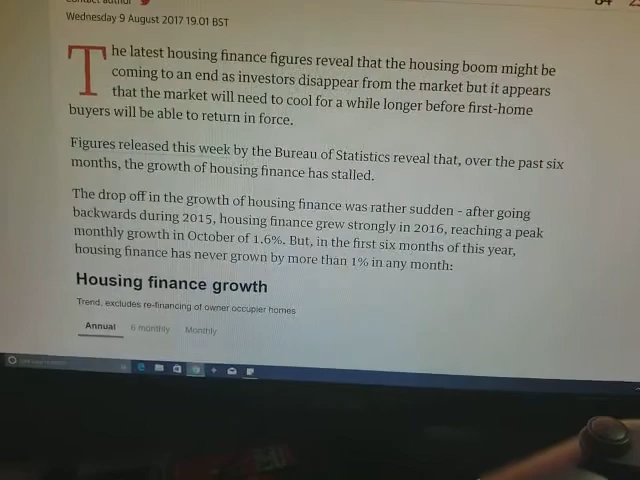 contact author
Wednesday 9 August 2017 19.01 BST
The latest housing finance figures reveal that the housing boom might be
coming to an end as investors disappear from the market but it appears
that the market will need to cool for a while longer before first-home
buyers will be able to return in force.
Figures released this week by the Bureau of Statistics reveal that, over the past six
months, the growth of housing finance has stalled.
The drop off in the growth of housing finance was rather sudden - after going
backwards during 2015, housing finance grew strongly in 2016, reaching a peak
monthly growth in October of 1.6%. But, in the first six months of this year,
housing finance has never grown by more than 1% in any month:
Housing finance growth
Trend, excludes re-financing of owner occupier homes
Annual 6 monthly Monthly